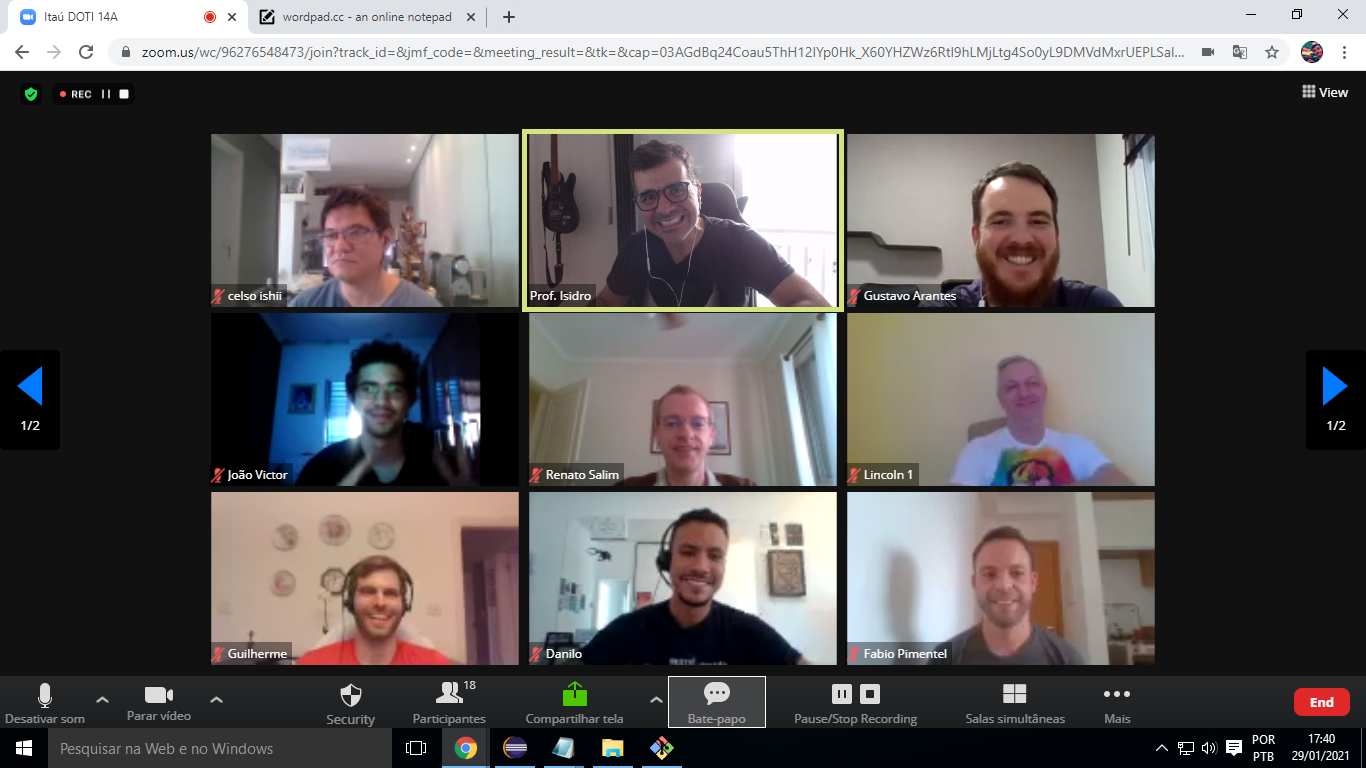 Itaú DOTI 14A
wordpad.cc - an online notepad
zoom.us/wc/96276548473/join?track_id=&jmf_code=&meeting_result=&tk=&cap=03AGdBq24Coau5ThH12IYp0Hk_X60YHZWz6RtI9hLMjLtg4So0yL9DMVdMxrUEPLSal...
REC
View
celso ishii
Prof. Isidro
Gustavo Arantes
João Victor
Renato Salim
Lincoln 1
1/2
1/2
Guilherme
Danilo
Fabio Pimentel
18
Desativar som
Parar vídeo
Security
Participantes
Compartilhar tela
Bate-papo
Pause/Stop Recording
Salas simultâneas
Mais
End
Pesquisar na Web e no Windows
POR
PTB
17:40
29/01/2021